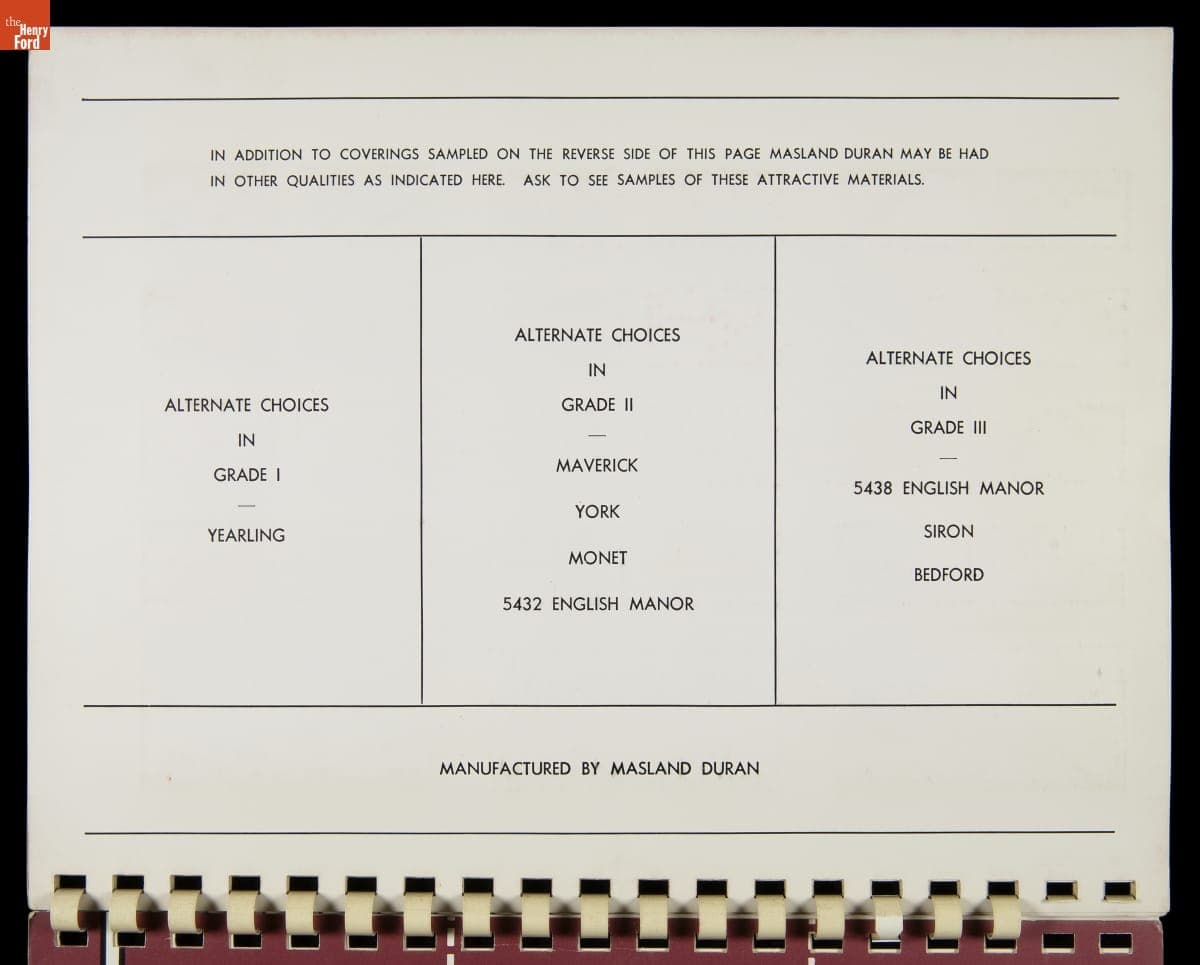 the
Henry
Ford
IN ADDITION TO COVERINGS SAMPLED ON THE REVERSE SIDE OF THIS PAGE MASLAND DURAN MAY BE HAD
IN OTHER QUALITIES AS INDICATED HERE. ASK TO SEE SAMPLES OF THESE ATTRACTIVE MATERIALS.
ALTERNATE CHOICES
IN
GRADE I
—
YEARLING
ALTERNATE CHOICES
IN
GRADE II
—
MAVERICK
YORK
MONET
5432 ENGLISH MANOR
ALTERNATE CHOICES
IN
GRADE III
—
5438 ENGLISH MANOR
SIRON
BEDFORD
MANUFACTURED BY MASLAND DURAN